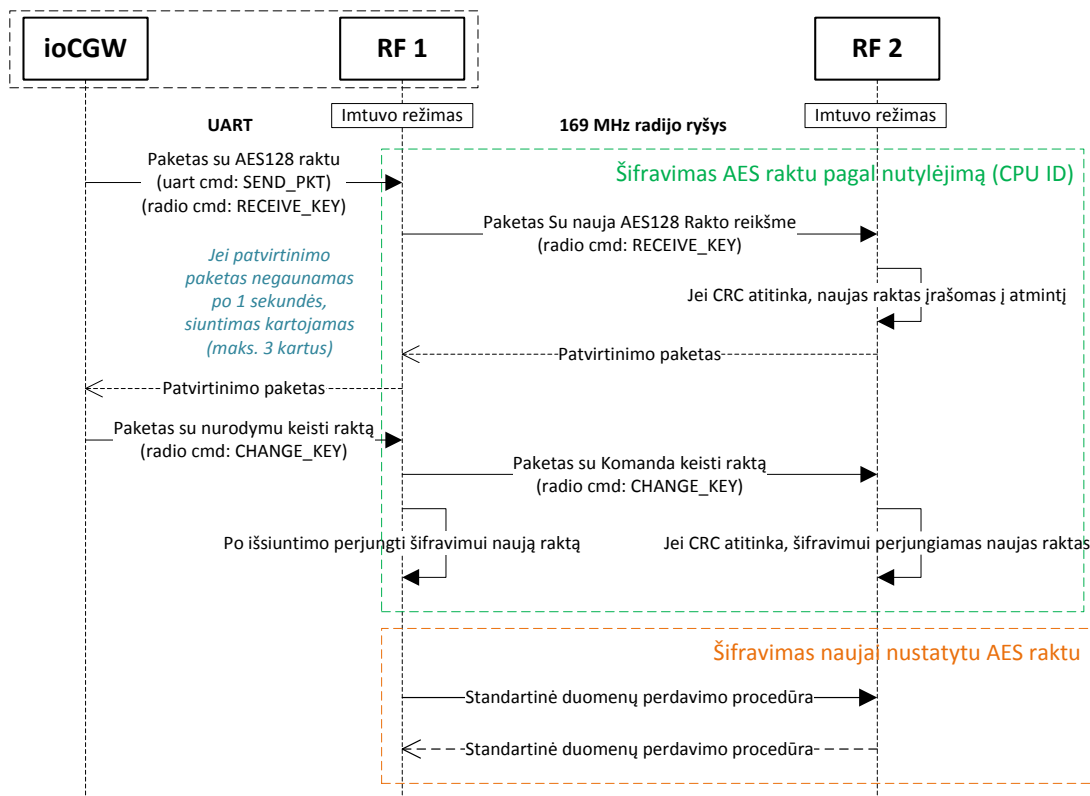 ioCGW
RF 1
RF 2
Imtuvo režimas
Imtuvo režimas
UART
169 MHz radijo ryšys
Paketas su AES128 raktu
(uart cmd: SEND_PKT)
(radio cmd: RECEIVE_KEY)
Šifravimas AES raktu pagal nutylėjimą (CPU ID)
Paketas Su nauja AES128 Rakto reikšme
(radio cmd: RECEIVE_KEY)
Jei patvirtinimo
paketas negaunamas
po 1 sekundės,
siuntimas kartojamas
(maks. 3 kartus)
Jei CRC atitinka, naujas raktas įrašomas į atmintį
Patvirtinimo paketas
Patvirtinimo paketas
Paketas su nurodymu keisti raktą
(radio cmd: CHANGE_KEY)
Paketas su Komanda keisti raktą
(radio cmd: CHANGE_KEY)
Po išsiuntimo perjungti šifravimui naują raktą
Jei CRC atitinka, šifravimui perjungiamas naujas raktas
Šifravimas naujai nustatytu AES raktu
Standartinė duomenų perdavimo procedūra
Standartinė duomenų perdavimo procedūra